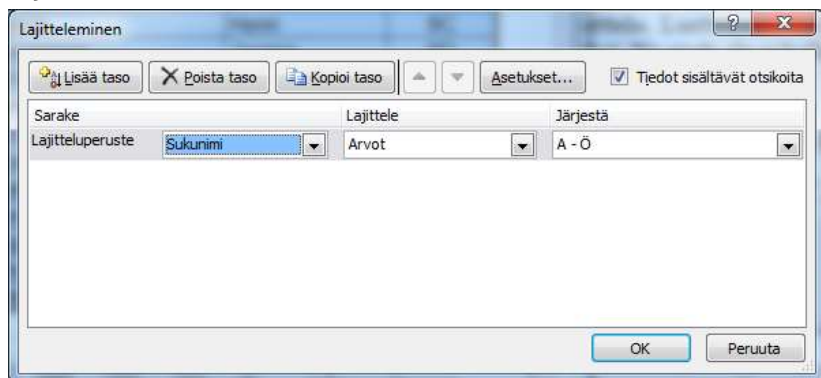 Lajitteleminen
Lisää taso Poista taso Kopioi taso Asetukset... Tiedot sisältävät otsikoita
Sarake Lajittele Järjestä
Lajitteluperuste Sukunimi Arvot A - Ö
OK Peruuta